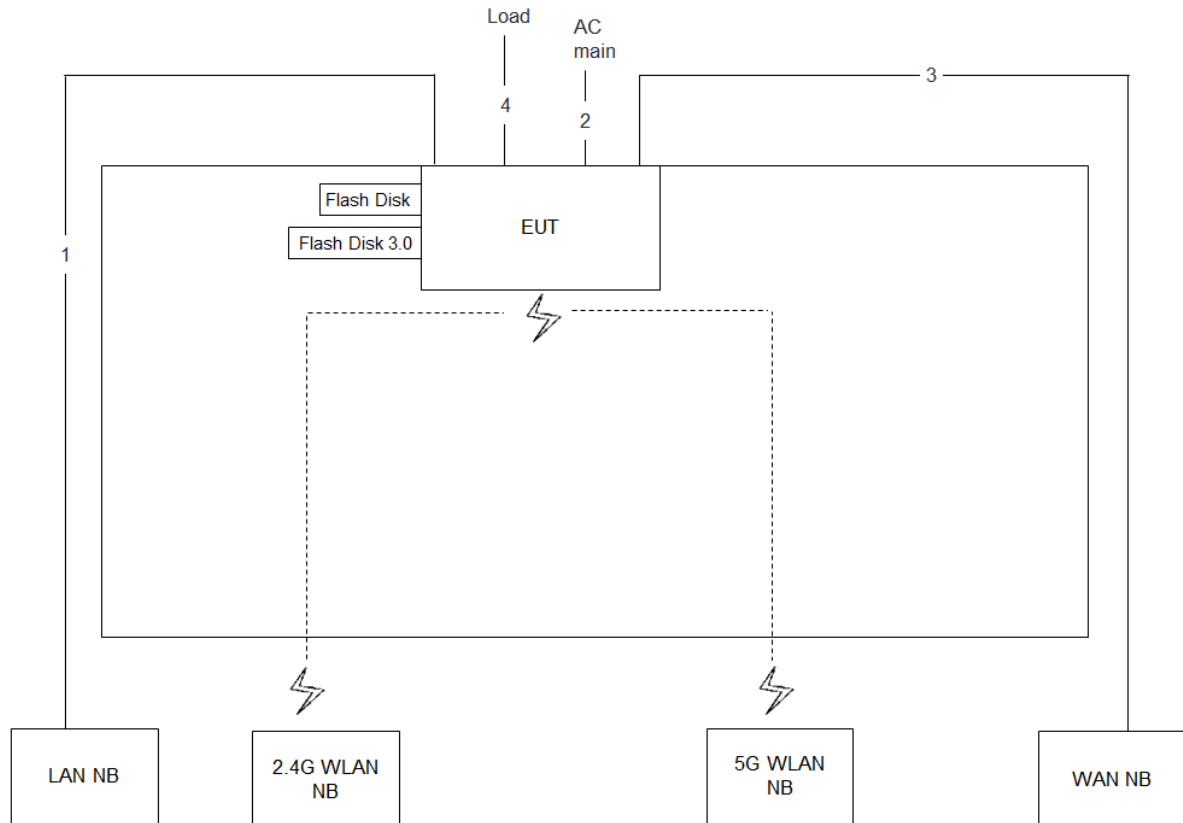 Load
AC
main
3
4
2
Flash Disk
EUT
Flash Disk 3.0
1
LAN NB
2.4G WLAN
NB
5G WLAN
NB
WAN NB